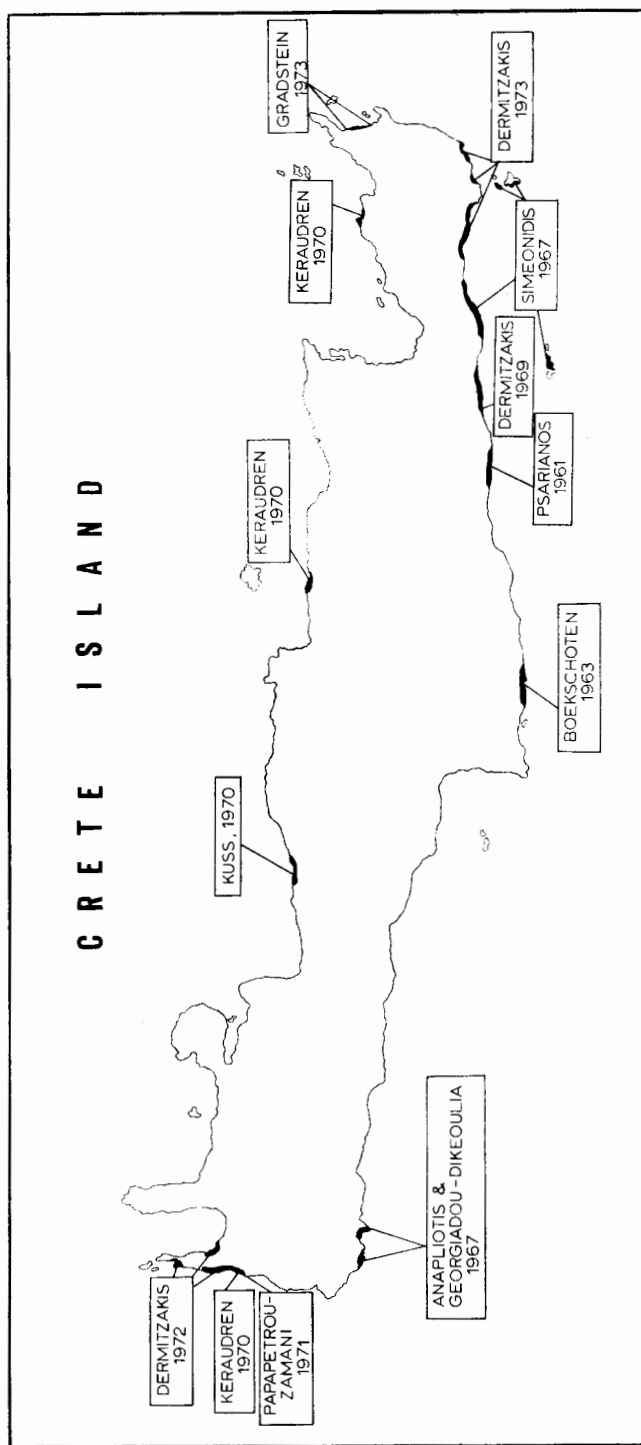 CRETE ISLAND
DERMITZAKIS
1972
KERAUDREN
1970
PAPAPETROU-
ZAMANI
1971
KUSS, 1970
KERAUDREN
1970
KERAUDREN
1970
GRADSTEIN
1973
ANAPLIOTIS &
GEORGIADOU-DIKEOULIA
1967
BOEKSCHOTEN
1963
PSARIANOS
1961
DERMITZAKIS
1969
SIMEONIDIS
1967
DERMITZAKIS
1973